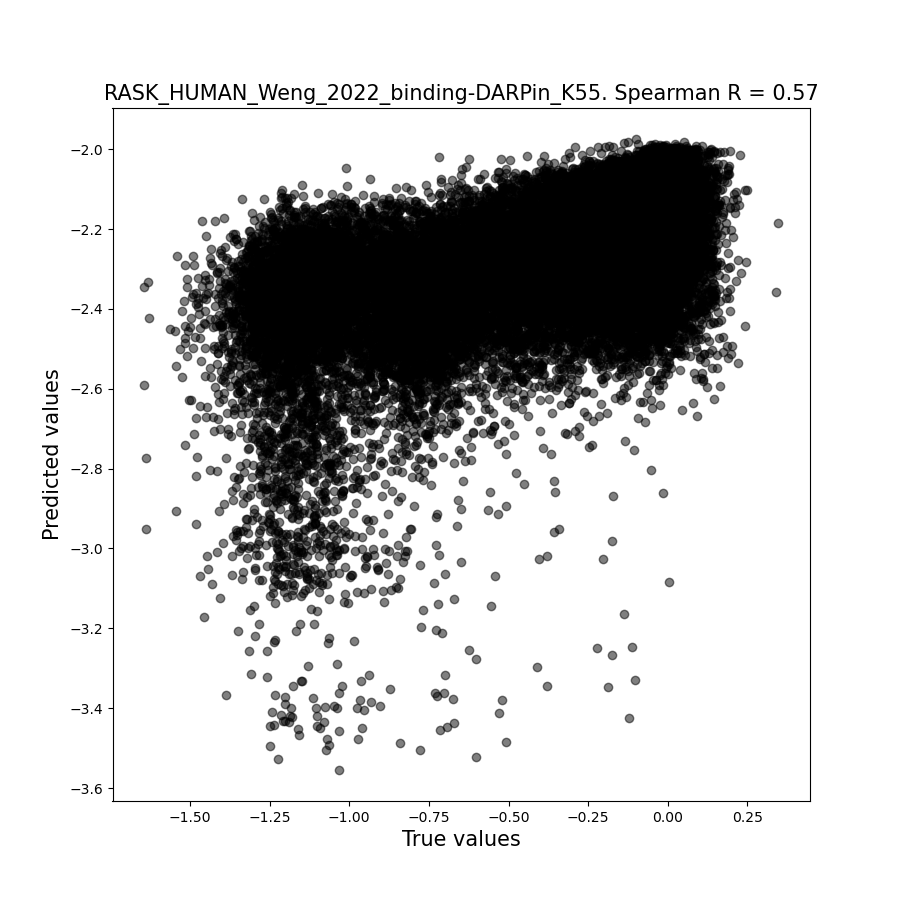 RASK_HUMAN_Weng_2022_binding-DARPin_K55. Spearman R = 0.57
−2.0
−2.2
−2.4
−2.6
−2.8
−3.0
−3.2
−3.4
−3.6
Predicted values
−1.50 −1.25 −1.00 −0.75 −0.50 −0.25 0.00 0.25
True values